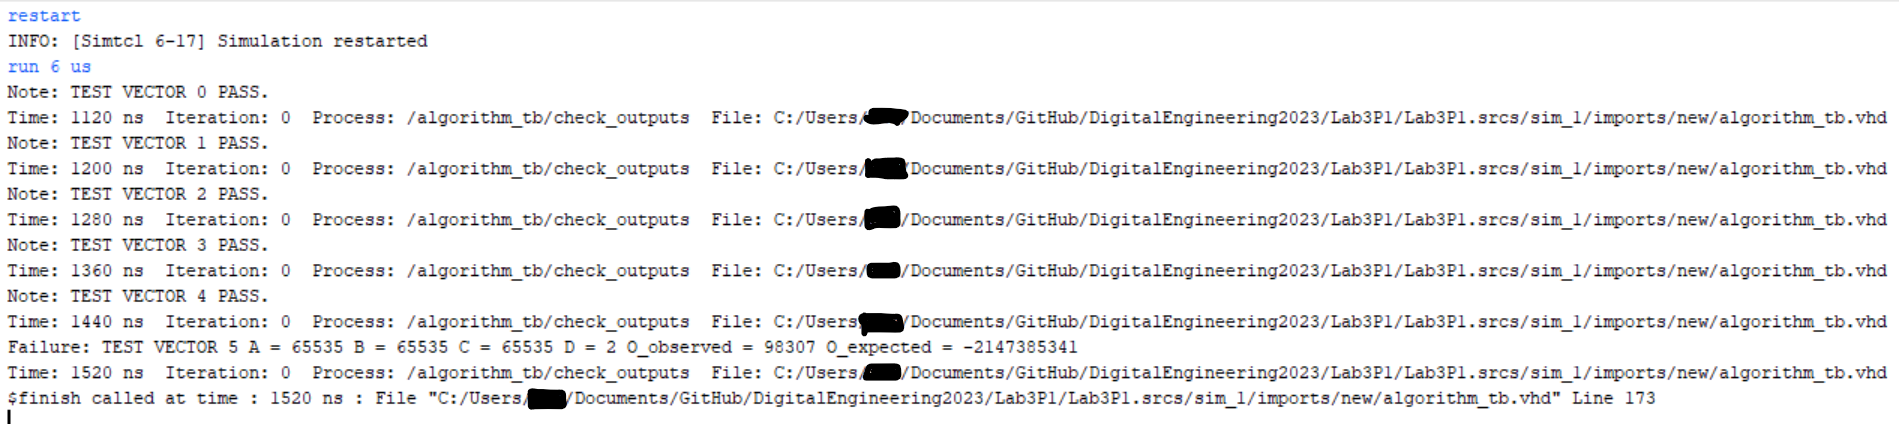 restart
INFO: [Simtcl 6-17] Simulation restarted
run 6 us
Note: TEST VECTOR 0 PASS.
Time: 1120 ns  Iteration: 0  Process: /algorithm_tb/check_outputs  File: C:/Users/ /Documents/GitHub/DigitalEngineering2023/Lab3P1/Lab3P1.srcs/sim_1/imports/new/algorithm_tb.vhd
Note: TEST VECTOR 1 PASS.
Time: 1200 ns  Iteration: 0  Process: /algorithm_tb/check_outputs  File: C:/Users/ /Documents/GitHub/DigitalEngineering2023/Lab3P1/Lab3P1.srcs/sim_1/imports/new/algorithm_tb.vhd
Note: TEST VECTOR 2 PASS.
Time: 1280 ns  Iteration: 0  Process: /algorithm_tb/check_outputs  File: C:/Users/ /Documents/GitHub/DigitalEngineering2023/Lab3P1/Lab3P1.srcs/sim_1/imports/new/algorithm_tb.vhd
Note: TEST VECTOR 3 PASS.
Time: 1360 ns  Iteration: 0  Process: /algorithm_tb/check_outputs  File: C:/Users/ /Documents/GitHub/DigitalEngineering2023/Lab3P1/Lab3P1.srcs/sim_1/imports/new/algorithm_tb.vhd
Note: TEST VECTOR 4 PASS.
Time: 1440 ns  Iteration: 0  Process: /algorithm_tb/check_outputs  File: C:/Users /Documents/GitHub/DigitalEngineering2023/Lab3P1/Lab3P1.srcs/sim_1/imports/new/algorithm_tb.vhd
Failure: TEST VECTOR 5 A = 65535 B = 65535 C = 65535 D = 2 O_observed = 98307 O_expected = -2147385341
Time: 1520 ns  Iteration: 0  Process: /algorithm_tb/check_outputs  File: C:/Users/ /Documents/GitHub/DigitalEngineering2023/Lab3P1/Lab3P1.srcs/sim_1/imports/new/algorithm_tb.vhd
$finish called at time : 1520 ns : File "C:/Users/ /Documents/GitHub/DigitalEngineering2023/Lab3P1/Lab3P1.srcs/sim_1/imports/new/algorithm_tb.vhd" Line 173